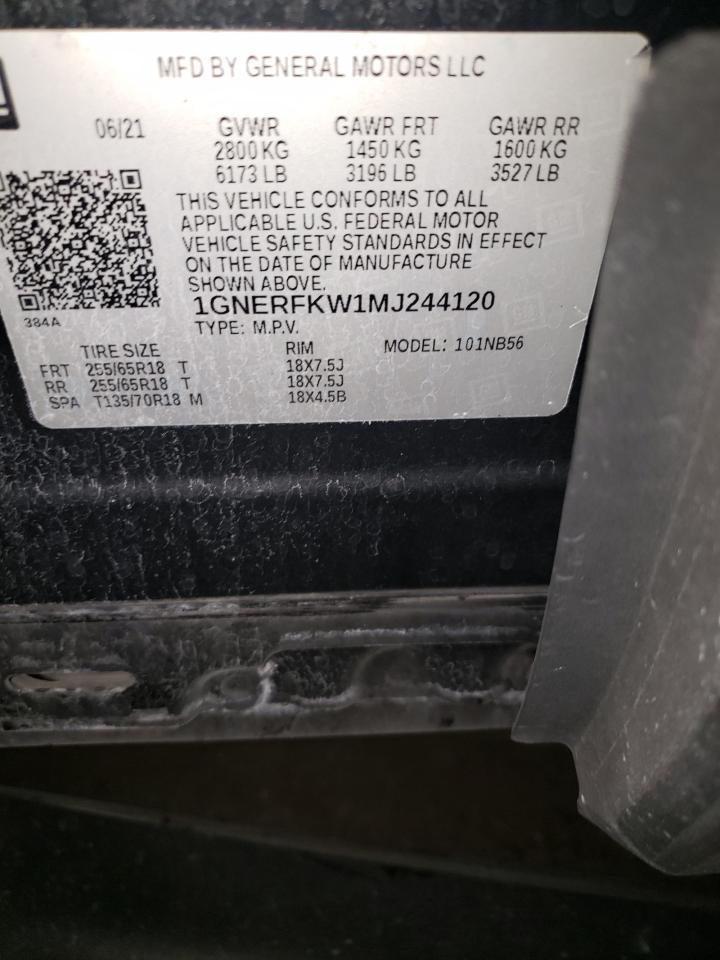 MFD BY GENERAL MOTORS LLC
06/21 GVWR GAWR FRT GAWR RR
2800 KG 1450 KG 1600 KG
6173 LB 3196 LB 3527 LB
THIS VEHICLE CONFORMS TO ALL
APPLICABLE U.S. FEDERAL MOTOR
VEHICLE SAFETY STANDARDS IN EFFECT
ON THE DATE OF MANUFACTURE
SHOWN ABOVE.
1GNERFKW1MJ244120
384A
TYPE: M.P.V.
TIRE SIZE RIM MODEL: 101NB56
FRT 255/65R18 T 18X7.5J
RR 255/65R18 T 18X7.5J
SPA T135/70R18 M 18X4.5B